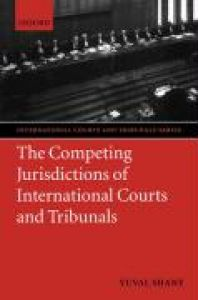 OXFORD
INTERNATIONAL COURTS AND TRIBUNALS SERIES
The Competing
Jurisdictions of
International Courts
and Tribunals
YUVAL SHANY